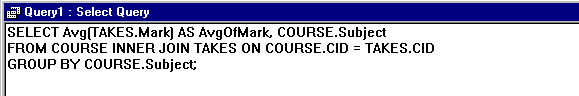 Query1 : Select Query
SELECT Avg(TAKES.Mark) AS AvgOfMark, COURSE.Subject
FROM COURSE INNER JOIN TAKES ON COURSE.CID = TAKES.CID
GROUP BY COURSE.Subject;